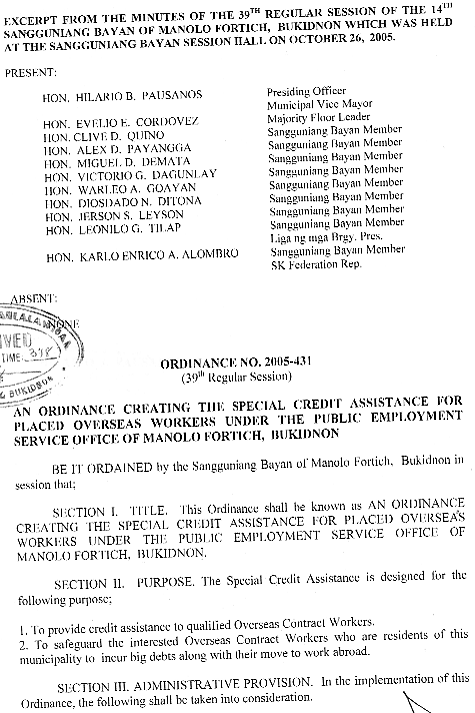 EXCERPT FROM THE MINUTES OF THE 39TH REGULAR SESSION OF THE 14TH
SANGGUNIANG BAYAN OF MANOLO FORTICH, BUKIDNON WHICH WAS HELD
AT THE SANGGUNIANG BAYAN SESSION HALL ON OCTOBER 26, 2005.
PRESENT:
HON. HILARIO B. PAUSANOS Presiding Officer
Municipal Vice Mayor
HON. EVELIO E. CORDOVEZ Majority Floor Leader
HON. CLIVE D. QUINO Sangguniang Bayan Member
HON. ALEX D. PAYANGGA Sangguniang Bayan Member
HON. MIGUEL D. DEMATA Sangguniang Bayan Member
HON. VICTORIO G. DAGUNLAY Sangguniang Bayan Member
HON. WARLEO A. GOAYAN Sangguniang Bayan Member
HON. DIOSDADO N. DITONA Sangguniang Bayan Member
HON. JERSON S. LEYSON Sangguniang Bayan Member
HON. LEONILO G. TILAP Sangguniang Bayan Member
Liga ng mga Brgy. Pres.
HON. KARLO ENRICO A. ALOMBRO Sangguniang Bayan Member
SK Federation Rep.
ABSENT:
NONE
TIME:
BUKIDNON
ORDINANCE NO. 2005-431
(39th Regular Session)
AN ORDINANCE CREATING THE SPECIAL CREDIT ASSISTANCE FOR
PLACED OVERSEAS WORKERS UNDER THE PUBLIC EMPLOYMENT
SERVICE OFFICE OF MANOLO FORTICH, BUKIDNON
BE IT ORDAINED by the Sangguniang Bayan of Manolo Fortich, Bukidnon in
session that;
SECTION I. TITLE. This Ordinance shall be known as AN ORDINANCE
CREATING THE SPECIAL CREDIT ASSISTANCE FOR PLACED OVERSEAS
WORKERS UNDER THE PUBLIC EMPLOYMENT SERVICE OFFICE OF
MANOLO FORTICH, BUKIDNON.
SECTION II. PURPOSE. The Special Credit Assistance is designed for the
following purpose;
1. To provide credit assistance to qualified Overseas Contract Workers.
2. To safeguard the interested Overseas Contract Workers who are residents of this
municipality to incur big debts along with their move to work abroad.
SECTION III. ADMINISTRATIVE PROVISION. In the implementation of this
Ordinance, the following shall be taken into consideration.